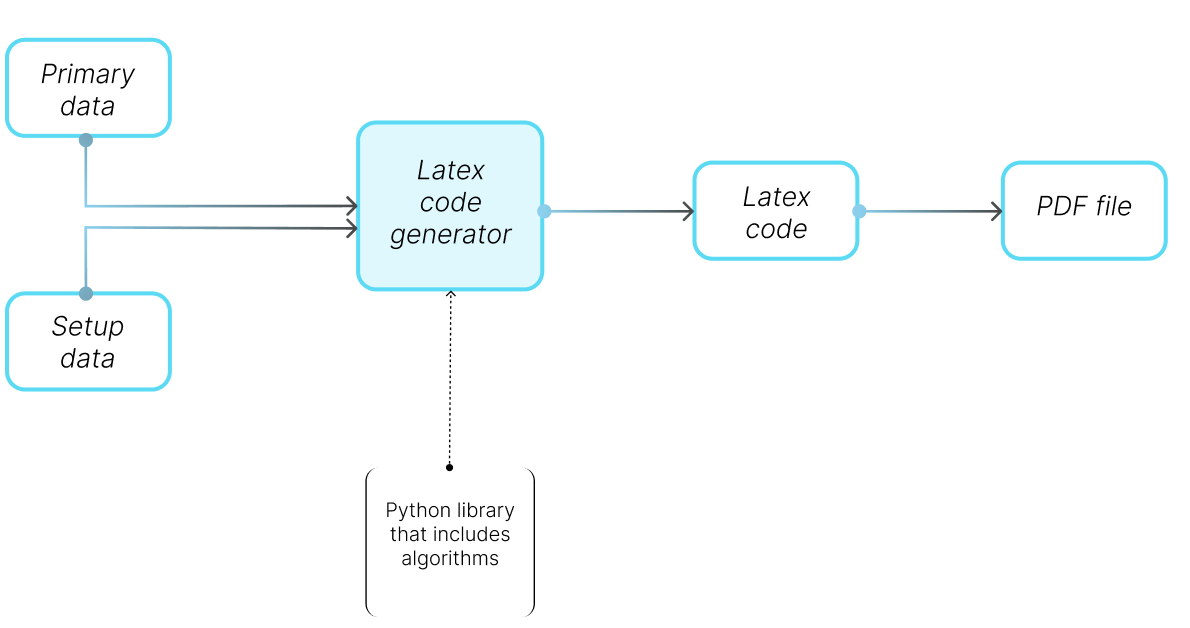 Primary
data
Latex
code
generator
Latex
code
PDF file
Setup
data
Python library
that includes
algorithms